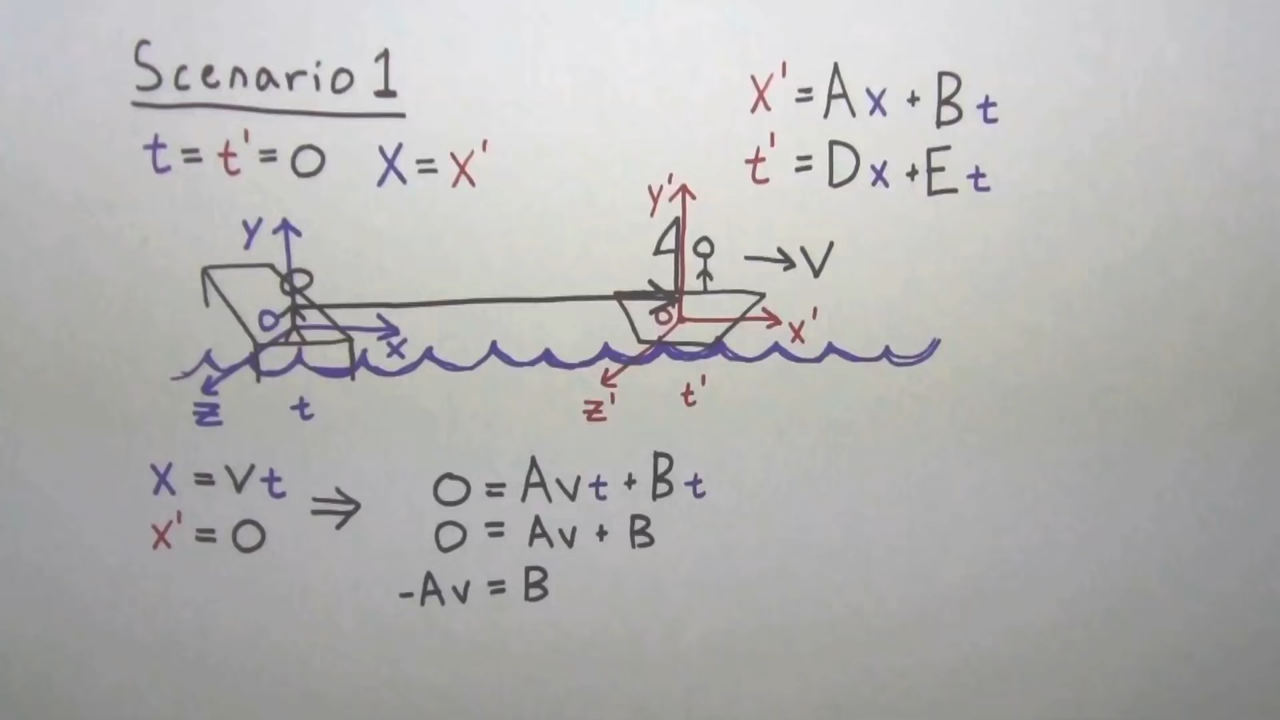 Scenario 1
t = t' = 0 X = X'
X' = Ax + Bt
t' = Dx + Et
y
y'
V
o
o'
x
x'
z
t
z'
t'
X = Vt ⇒ 0 = Avt + Bt
X' = 0
0 = Av + B
-Av = B